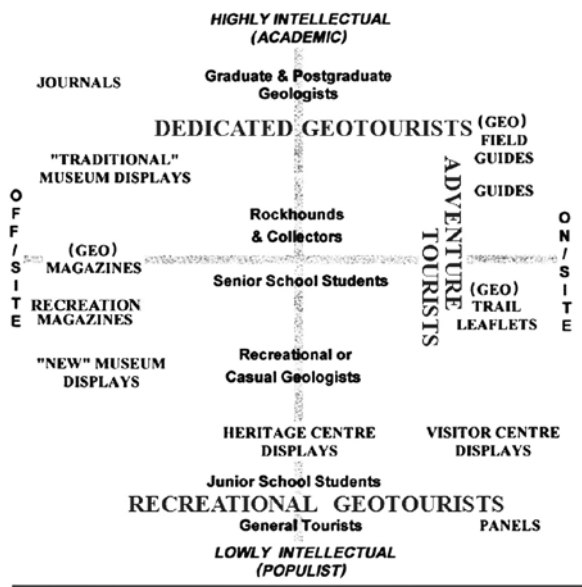 HIGHLY INTELLECTUAL
(ACADEMIC)
JOURNALS
Graduate & Postgraduate
Geologists
DEDICATED GEOTOURISTS
(GEO)
FIELD
GUIDES
"TRADITIONAL"
MUSEUM DISPLAYS
GUIDES
ADVENTURE
TOURISTS
OFF/SITE
ON/SITE
Rockhounds
& Collectors
(GEO)
MAGAZINES
Senior School Students
RECREATION
MAGAZINES
(GEO)
TRAIL
LEAFLETS
"NEW" MUSEUM
DISPLAYS
Recreational or
Casual Geologists
HERITAGE CENTRE
DISPLAYS
VISITOR CENTRE
DISPLAYS
Junior School Students
RECREATIONAL GEOTOURISTS
General Tourists
PANELS
LOWLY INTELLECTUAL
(POPULIST)